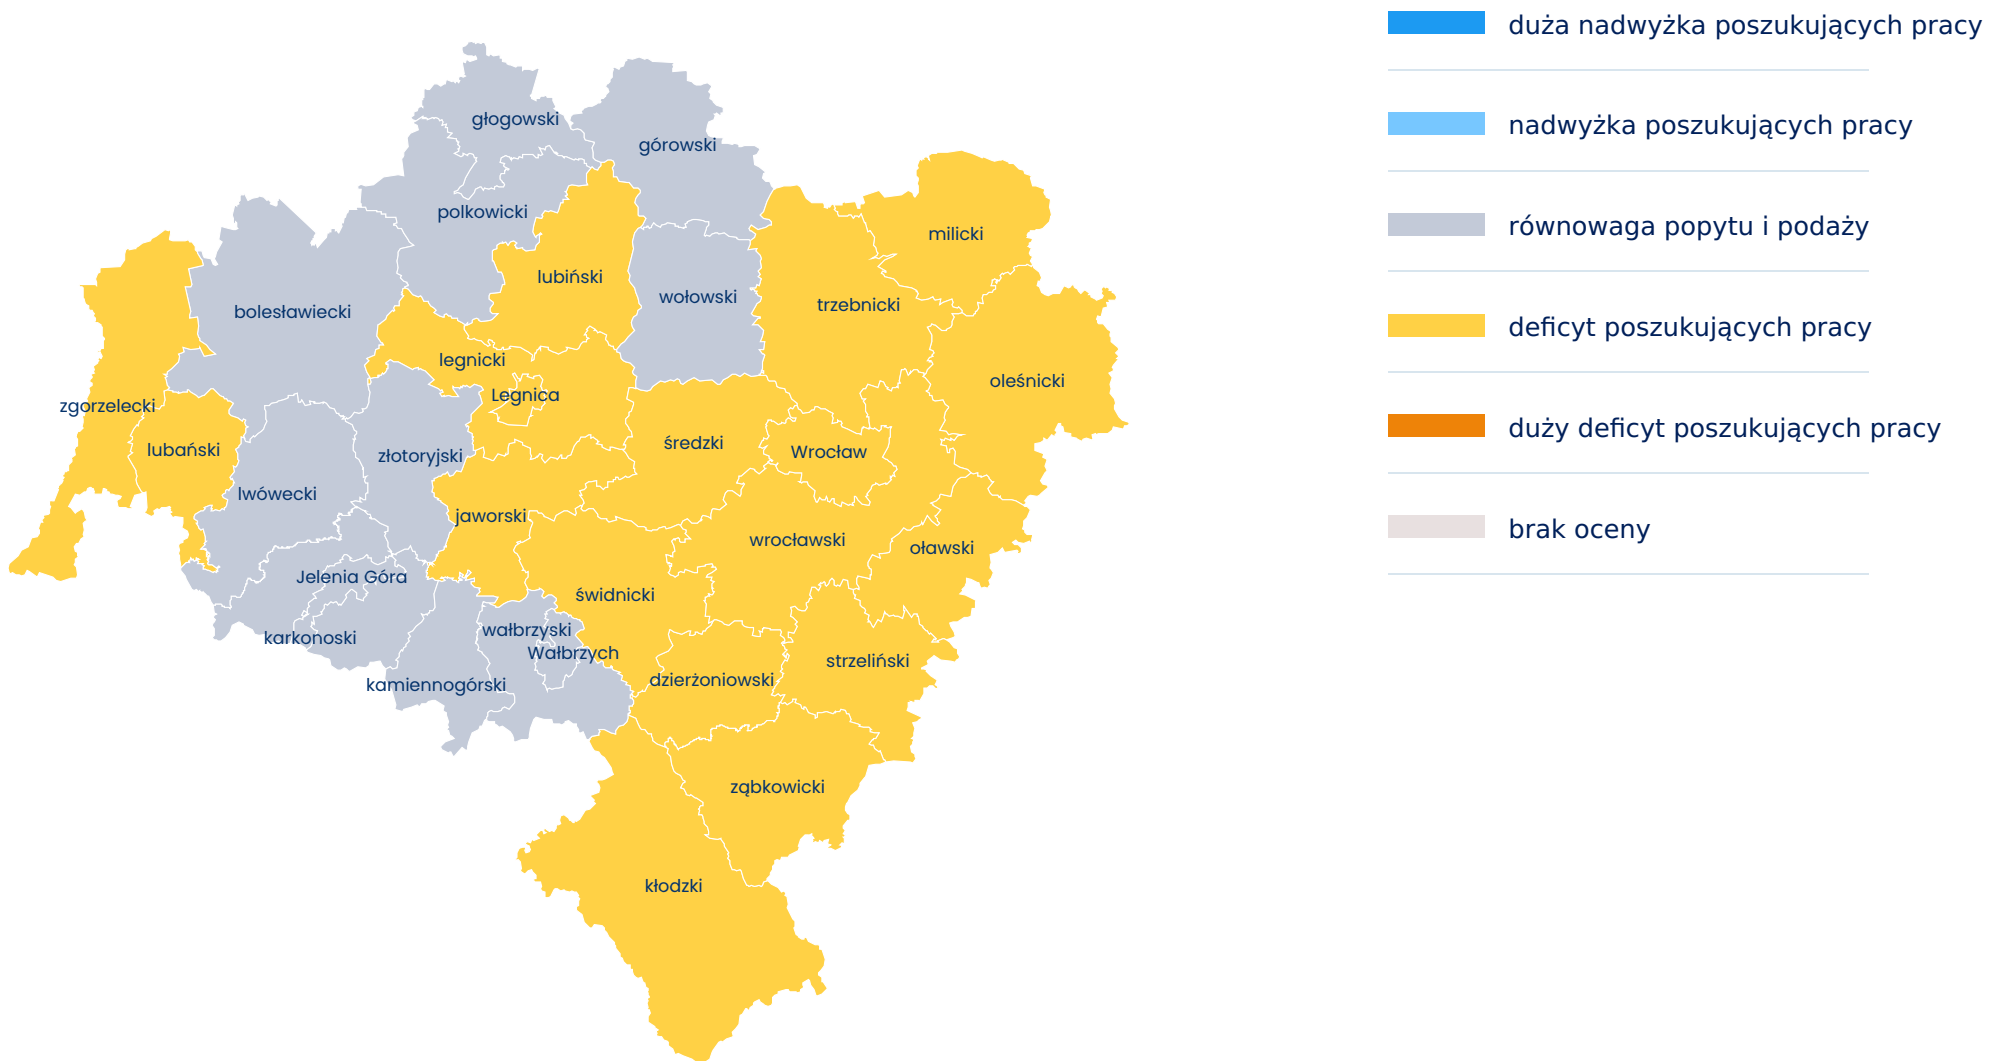 duża nadwyżka poszukujących pracy
nadwyżka poszukujących pracy
równowaga popytu i podaży
deficyt poszukujących pracy
duży deficyt poszukujących pracy
brak oceny
głogowski
górowski
polkowicki
milicki
lubiński
wołowski
trzebnicki
bolesławiecki
legnicki
oleśnicki
Legnica
zgorzelecki
średzki
lubański
Wrocław
złotoryjski
lwówecki
jaworski
wrocławski
oławski
Jelenia Góra
świdnicki
wałbrzyski
karkonoski
Wałbrzych
strzeliński
dzierżoniowski
kamiennogórski
ząbkowicki
kłodzki